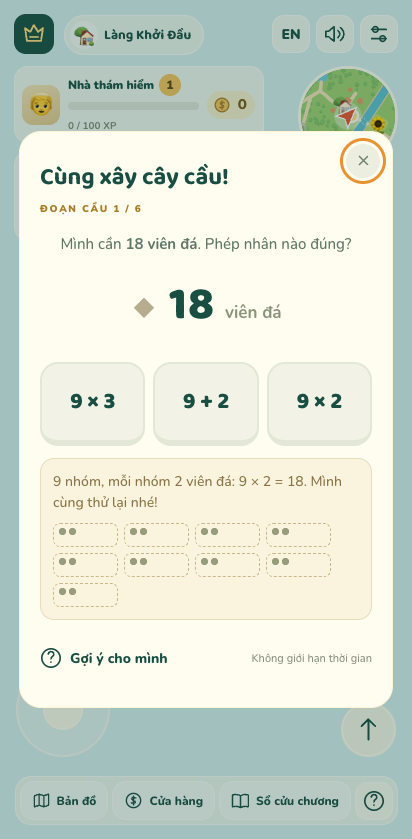 Làng Khởi Đầu
EN
Nhà thám hiểm 1
0
0 / 100 XP
Cùng xây cây cầu!
ĐOẠN CẦU 1 / 6
Mình cần 18 viên đá. Phép nhân nào đúng?
18 viên đá
9 × 3
9 + 2
9 × 2
9 nhóm, mỗi nhóm 2 viên đá: 9 × 2 = 18. Mình
cùng thử lại nhé!
Gợi ý cho mình
Không giới hạn thời gian
Bản đồ
Cửa hàng
Sổ cửu chương